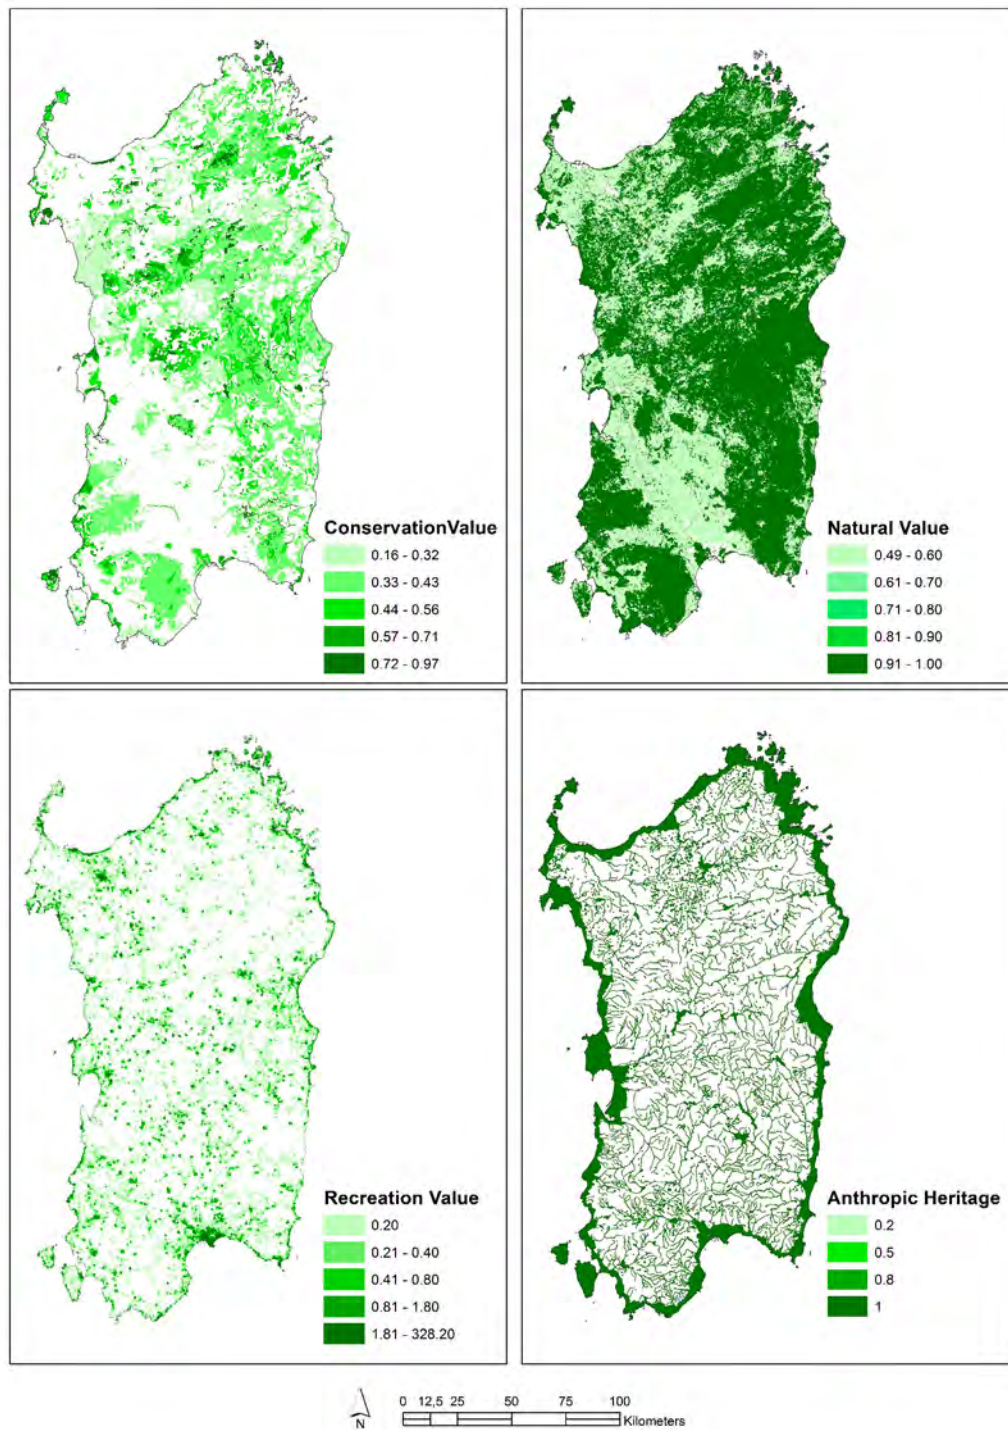 ConservationValue
0.16 - 0.32
0.33 - 0.43
0.44 - 0.56
0.57 - 0.71
0.72 - 0.97
Natural Value
0.49 - 0.60
0.61 - 0.70
0.71 - 0.80
0.81 - 0.90
0.91 - 1.00
Recreation Value
0.20
0.21 - 0.40
0.41 - 0.80
0.81 - 1.80
1.81 - 328.20
Anthropic Heritage
0.2
0.5
0.8
1
N
0 12,5 25 50 75 100
Kilometers